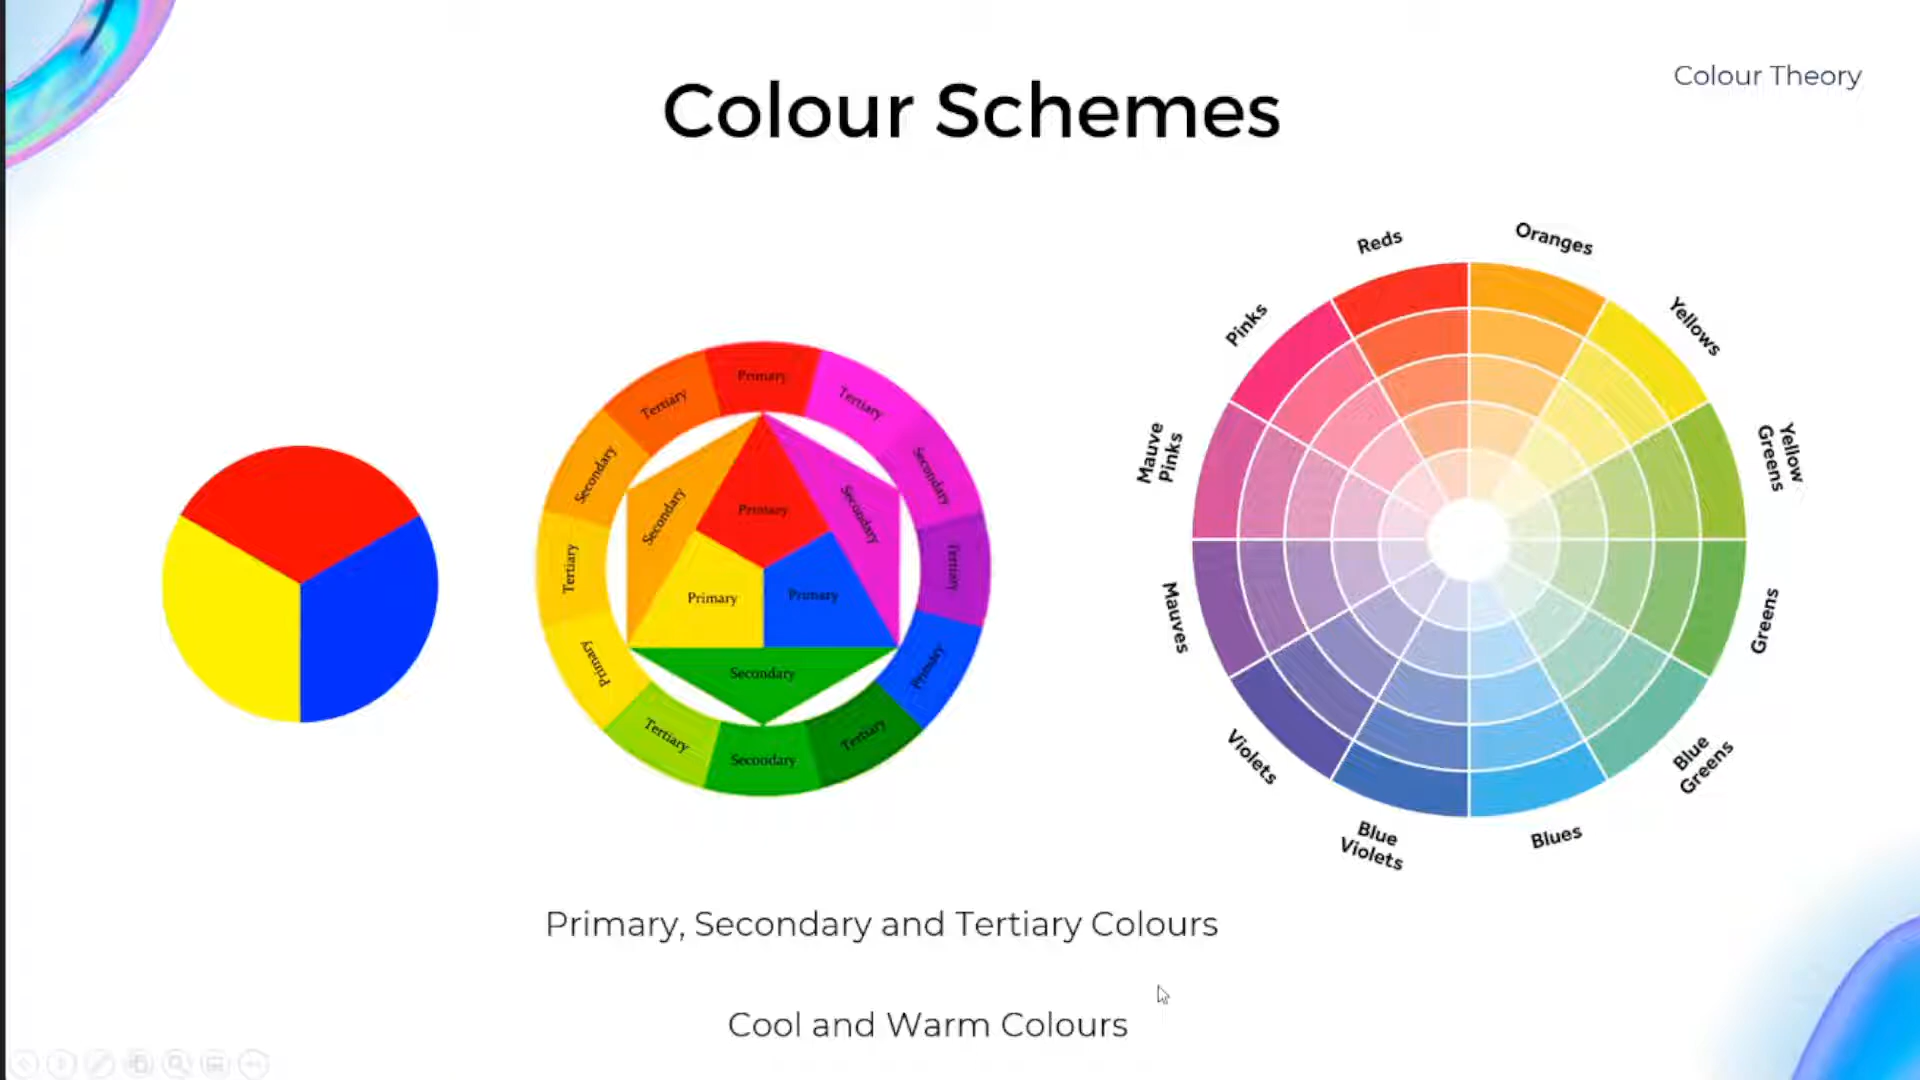 Colour Theory
Colour Schemes
Primary
Tertiary
Secondary
Tertiary
Primary
Tertiary
Secondary
Tertiary
Primary
Tertiary
Secondary
Tertiary
Primary
Secondary
Secondary
Primary
Primary
Secondary
Reds
Oranges
Yellows
Yellow
Greens
Greens
Blue
Greens
Blues
Blue
Violets
Violets
Mauves
Mauve
Pinks
Pinks
Primary, Secondary and Tertiary Colours
Cool and Warm Colours